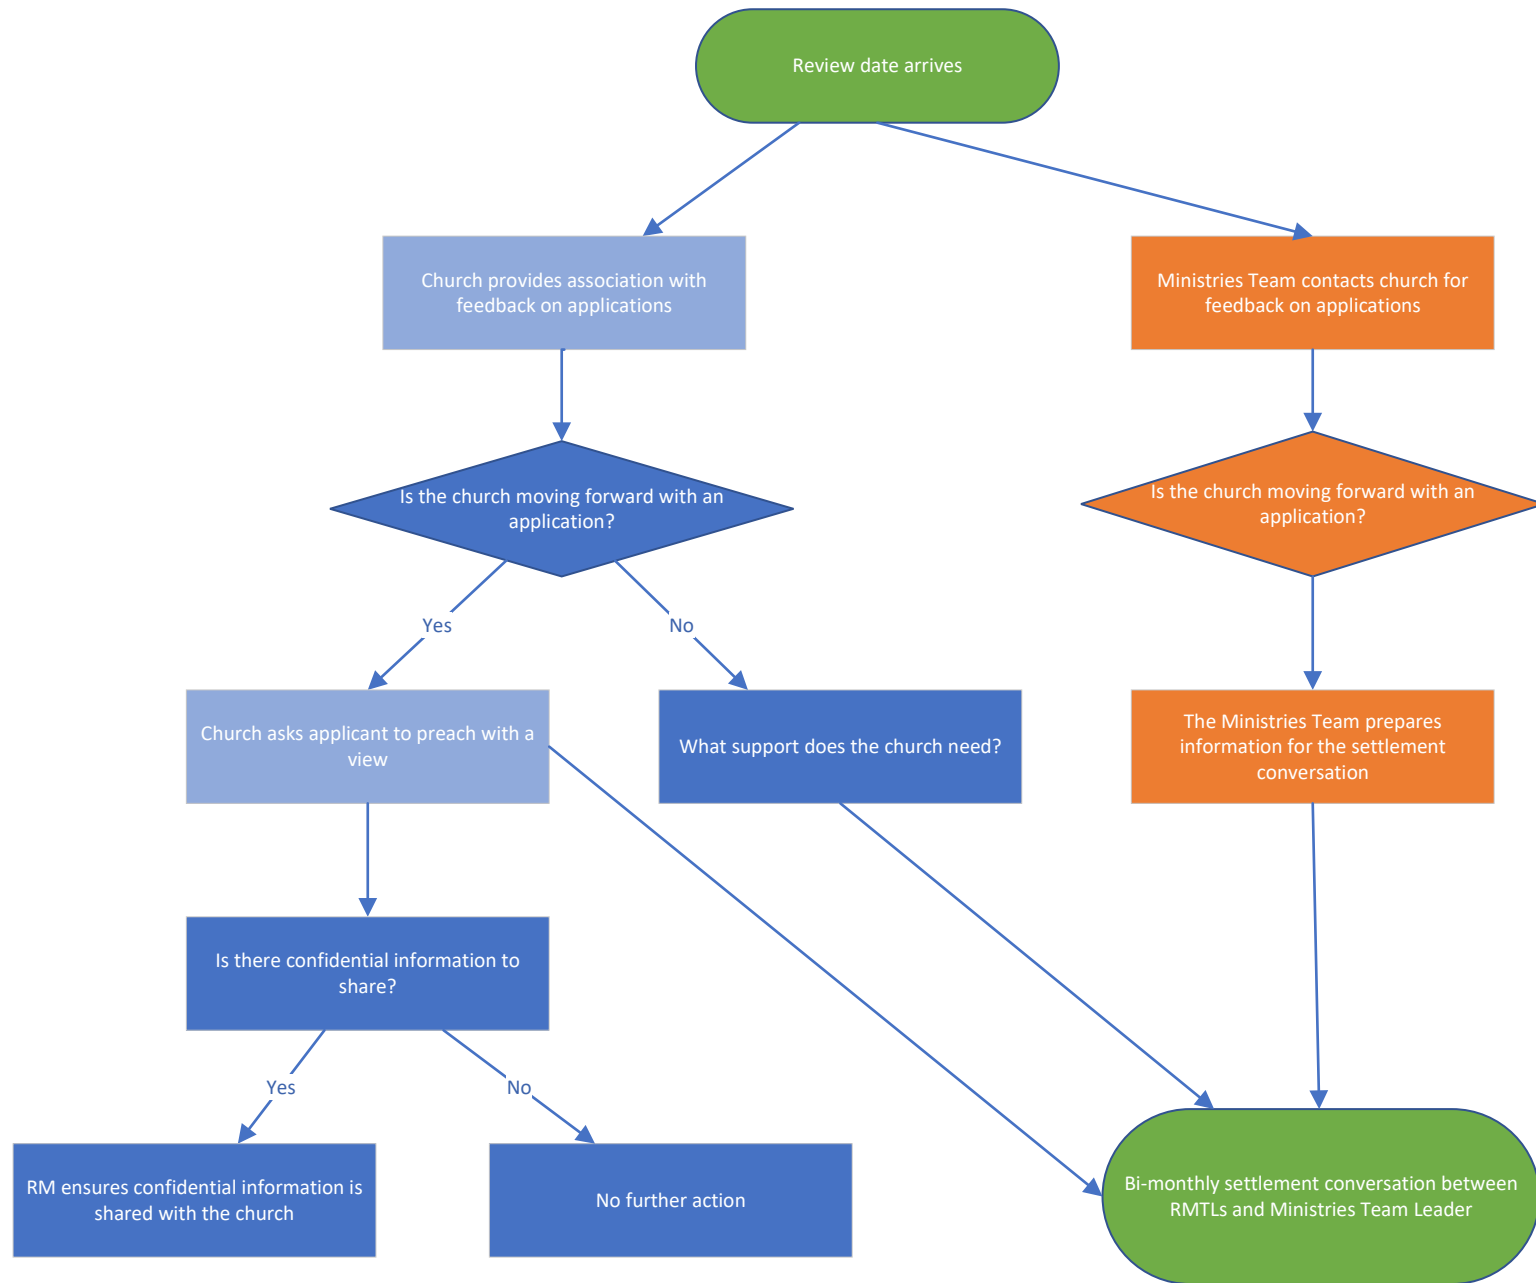 Review date arrives
Church provides association with
feedback on applications
Ministries Team contacts church for
feedback on applications
Is the church moving forward with an
application?
Is the church moving forward with an
application?
Yes
No
Church asks applicant to preach with a
view
What support does the church need?
The Ministries Team prepares
information for the settlement
conversation
Is there confidential information to
share?
Yes
No
RM ensures confidential information is
shared with the church
No further action
Bi-monthly settlement conversation between
RMTLs and Ministries Team Leader